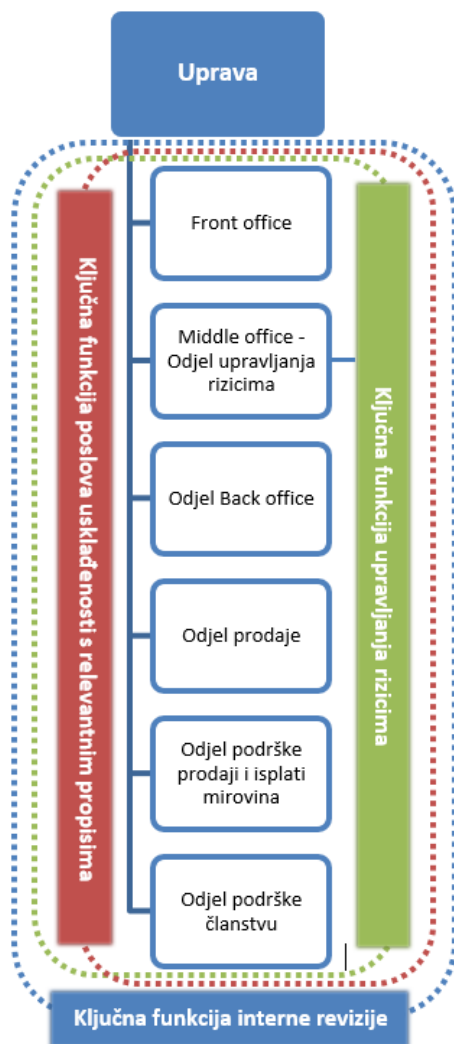 Uprava
Ključna funkcija poslova usklađenosti s relevantnim propisima
Front office
Middle office -
Odjel upravljanja
rizicima
Odjel Back office
Odjel prodaje
Odjel podrške
prodaji i isplati
mirovina
Odjel podrške
članstvu
Ključna funkcija upravljanja rizicima
Ključna funkcija interne revizije